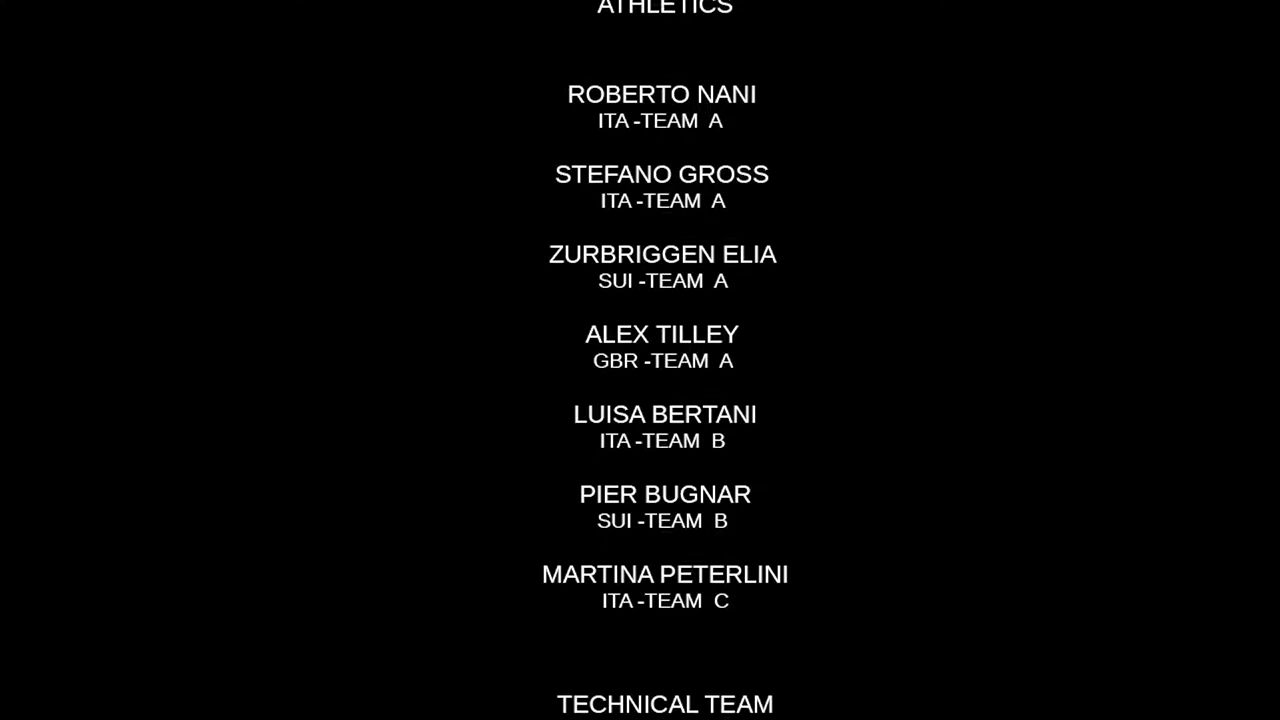 ATHLETICS
ROBERTO NANI
ITA -TEAM  A
STEFANO GROSS
ITA -TEAM  A
ZURBRIGGEN ELIA
SUI -TEAM  A
ALEX TILLEY
GBR -TEAM  A
LUISA BERTANI
ITA -TEAM  B
PIER BUGNAR
SUI -TEAM  B
MARTINA PETERLINI
ITA -TEAM  C
TECHNICAL TEAM